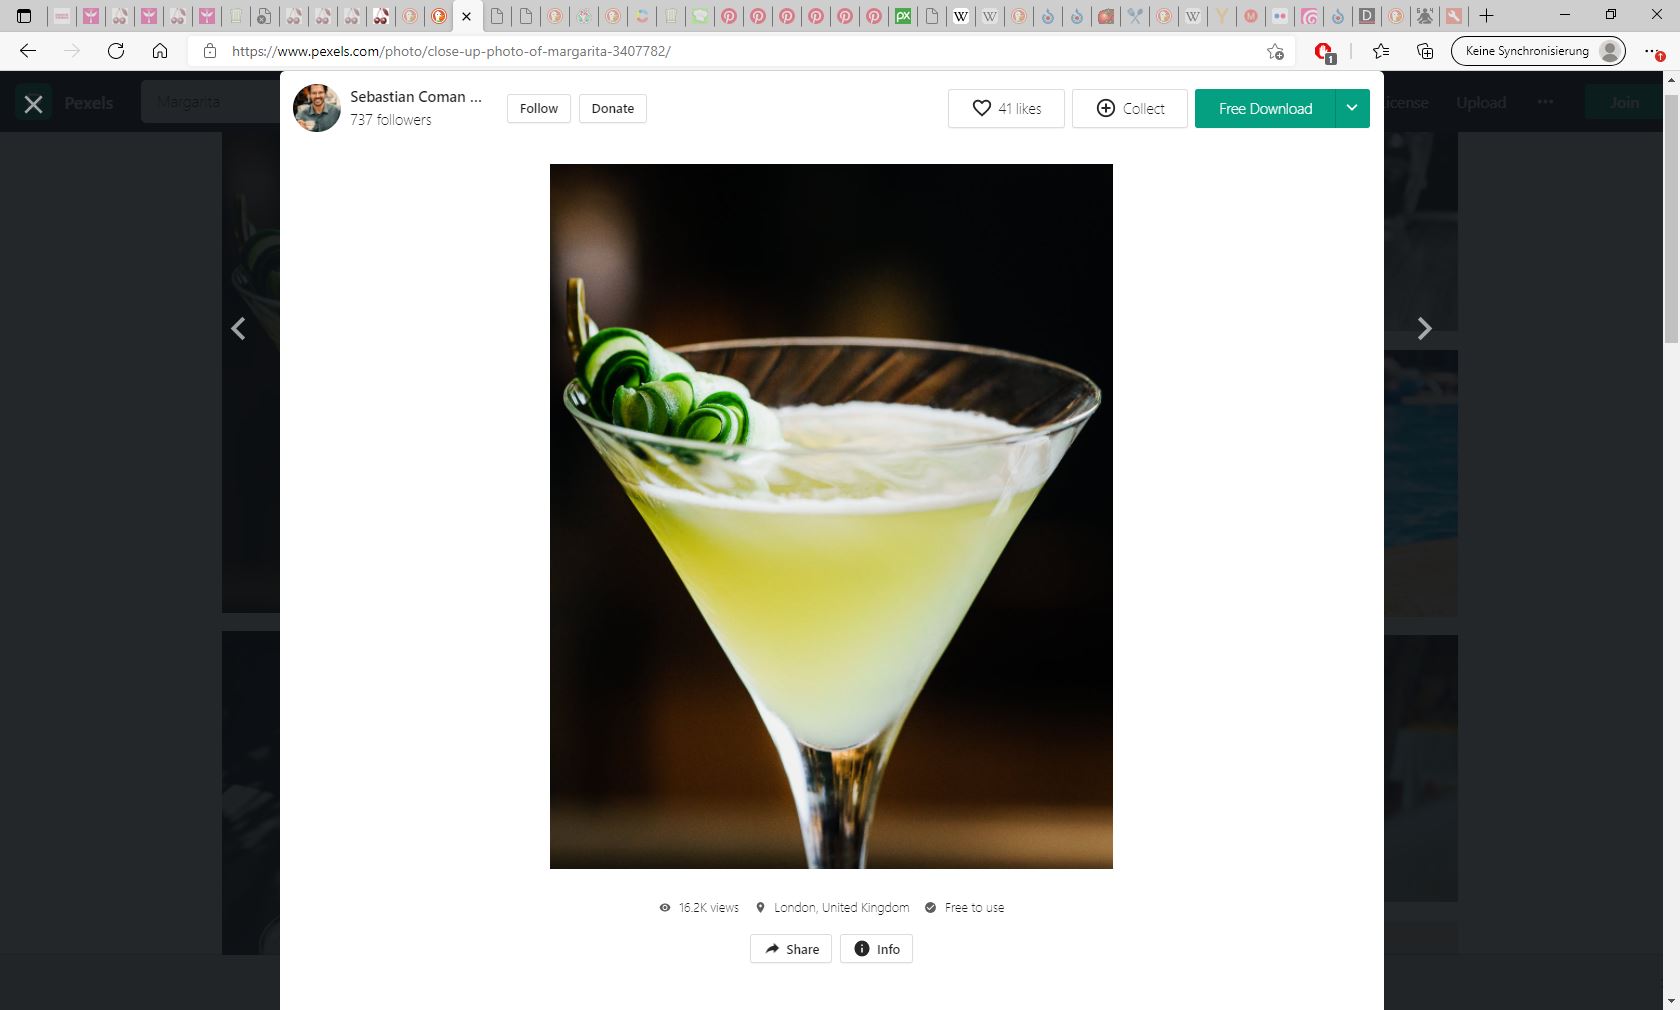 https://www.pexels.com/photo/close-up-photo-of-margarita-3407782/
1
Keine Synchronisierung
Pexels
Margarita
Sebastian Coman ...
737 followers
Follow
Donate
41 likes
Collect
Free Download
Upload
Join
16.2K views
London, United Kingdom
Free to use
Share
Info